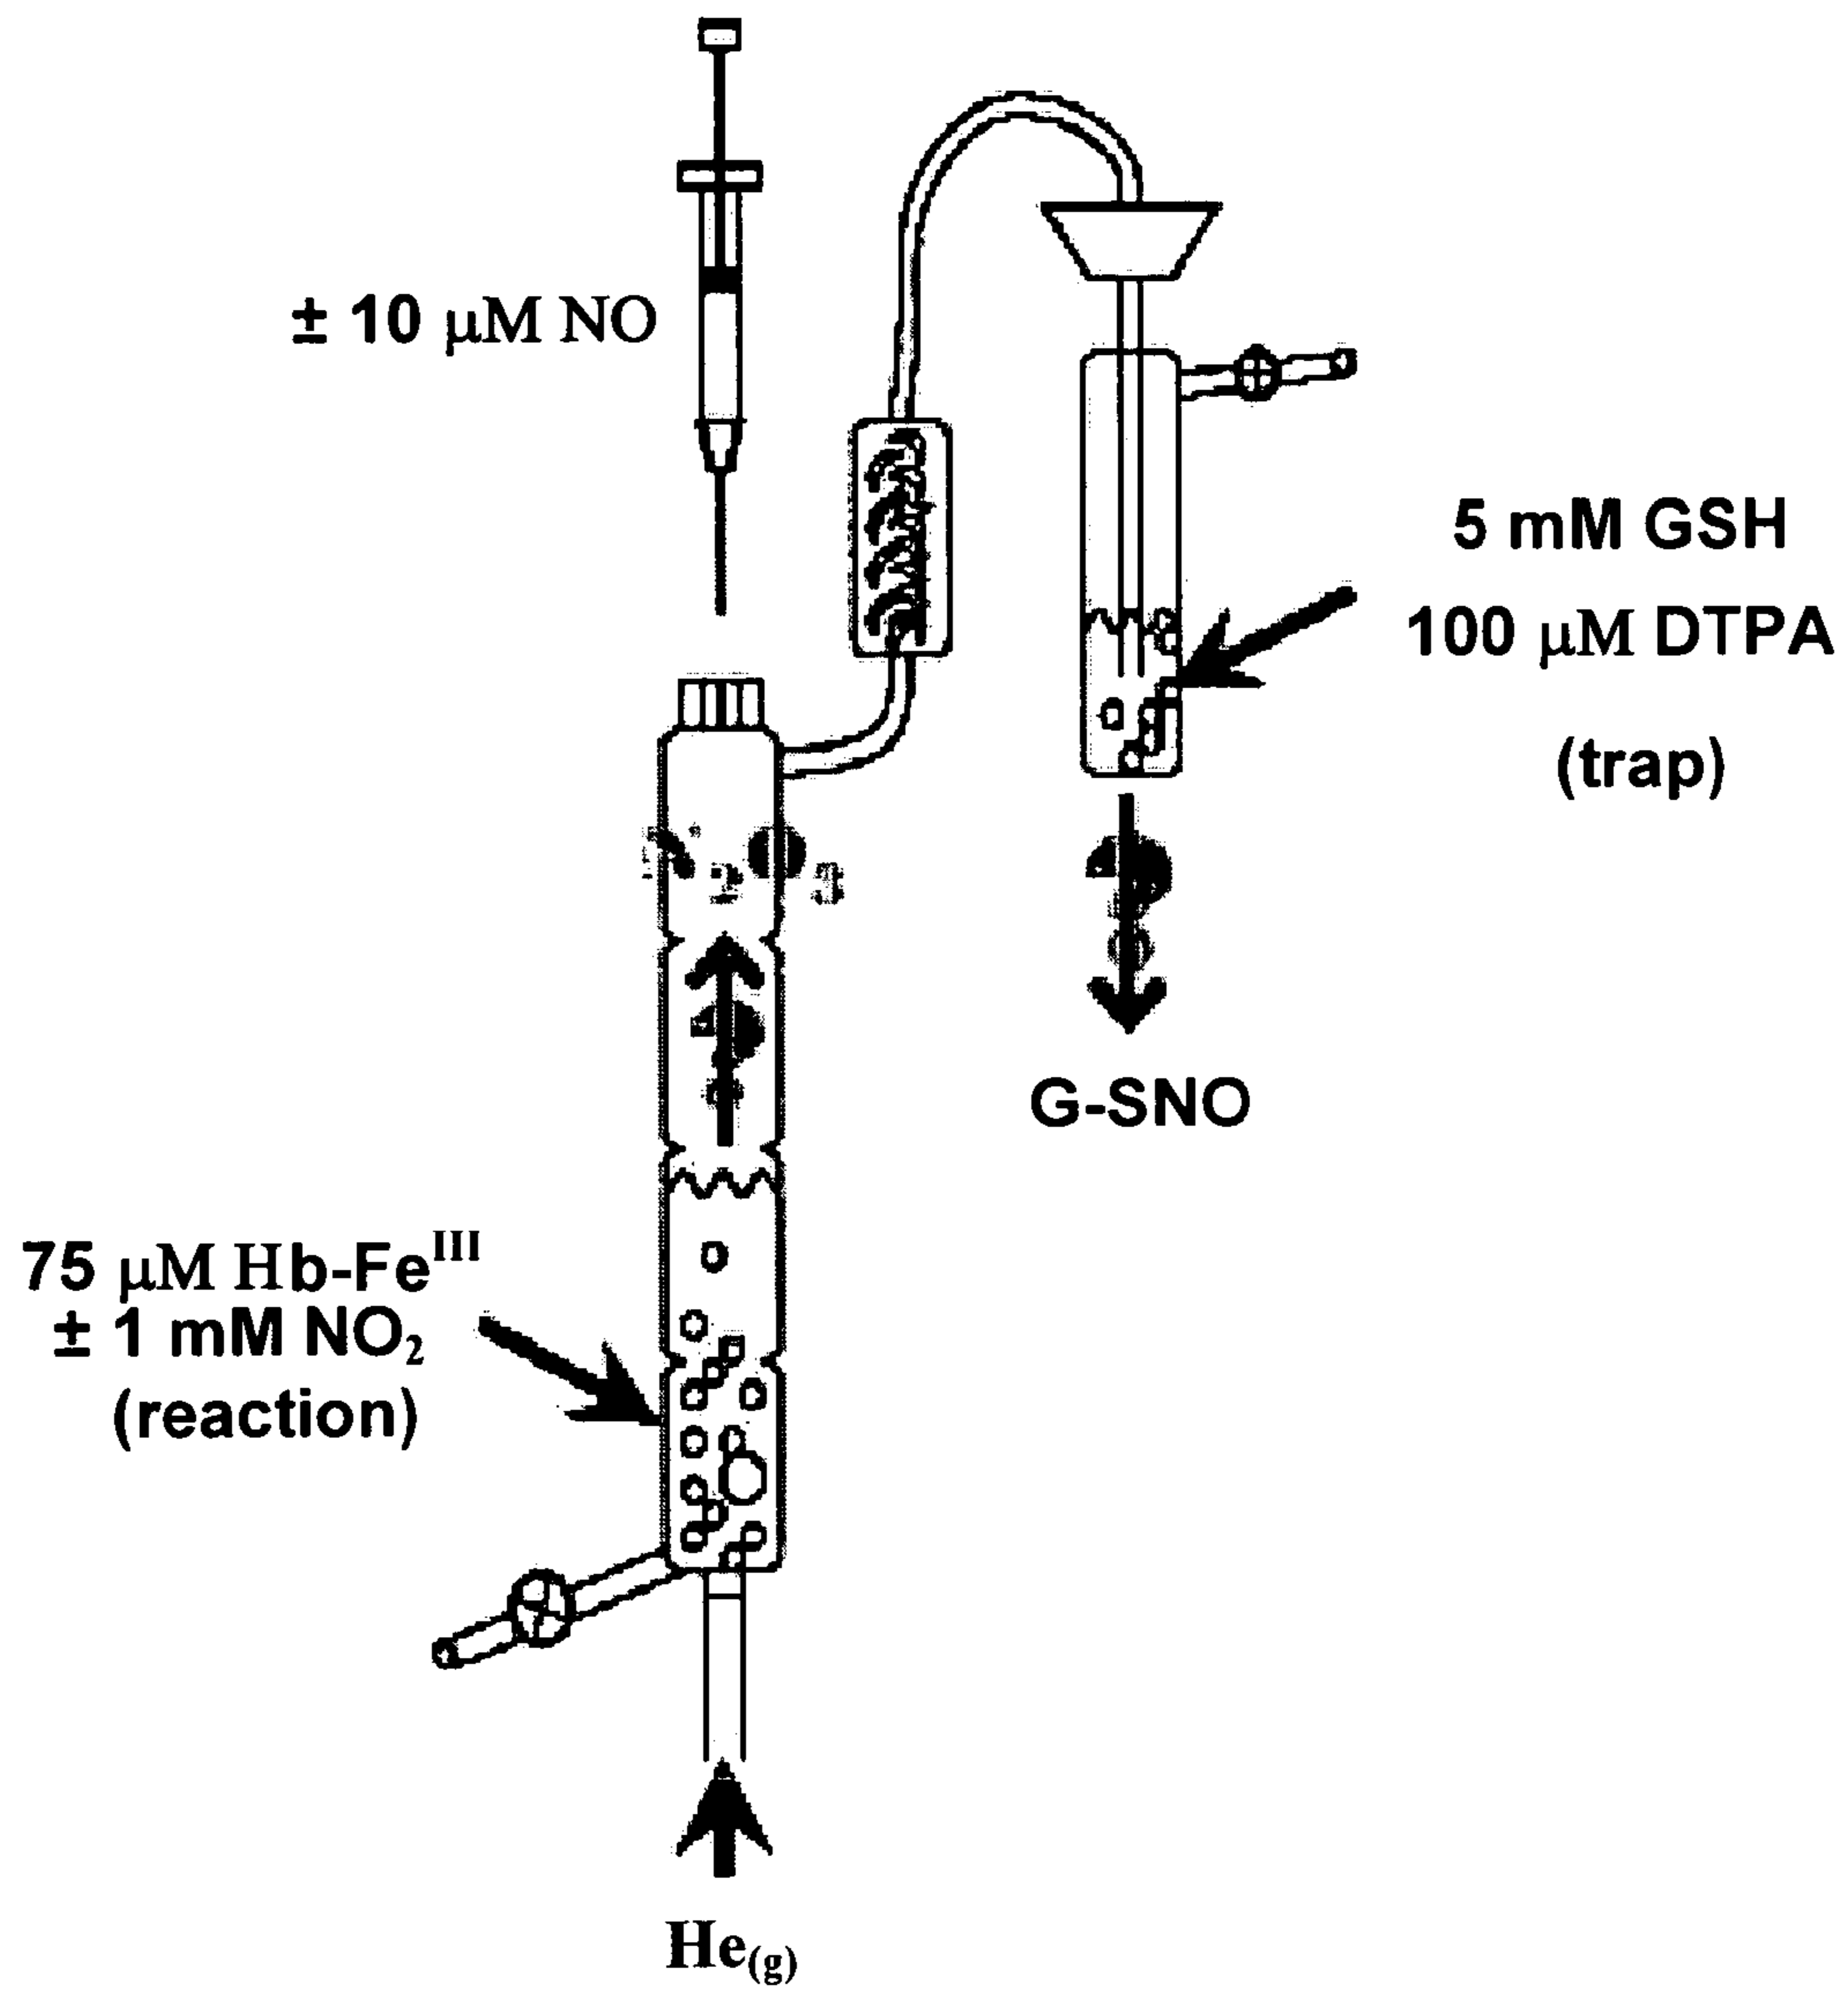 ± 10 μM NO
5 mM GSH
100 μM DTPA
(trap)
N₂O₃
G-SNO
75 μM Hb-Feᴵᴵᴵ
± 1 mM NO₂
(reaction)
He₍g₎